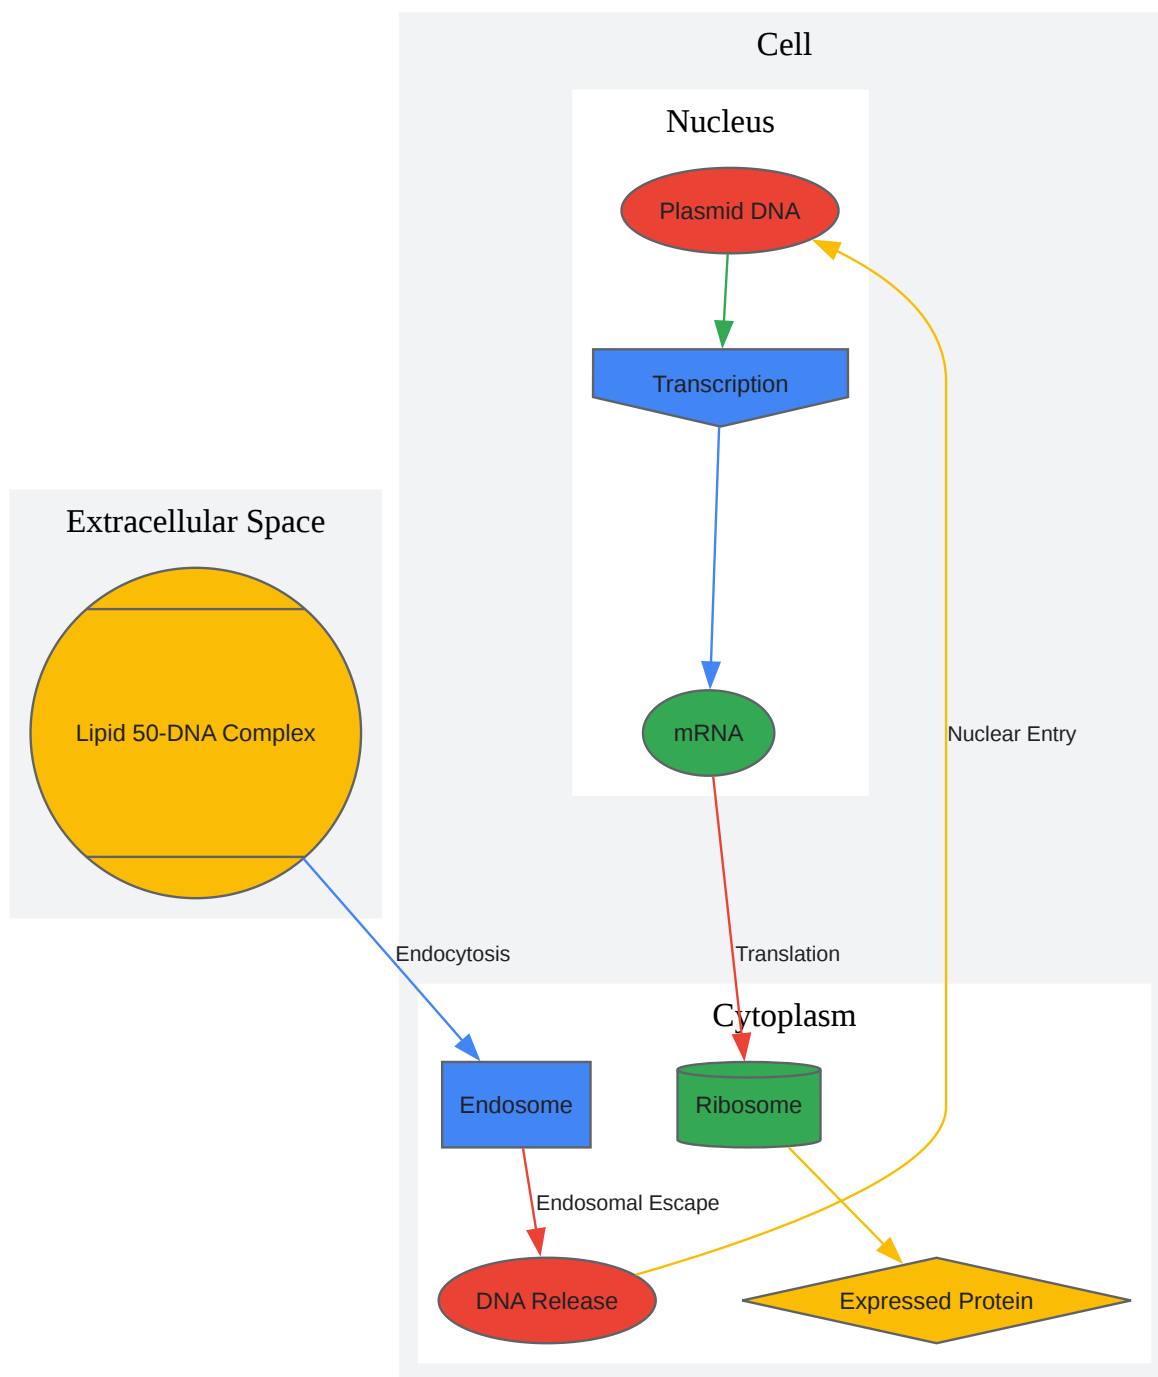 Cell
Nucleus
Plasmid DNA
Transcription
Extracellular Space
Lipid 50-DNA Complex
mRNA
Nuclear Entry
Endocytosis
Translation
Cytoplasm
Endosome
Ribosome
Endosomal Escape
DNA Release
Expressed Protein